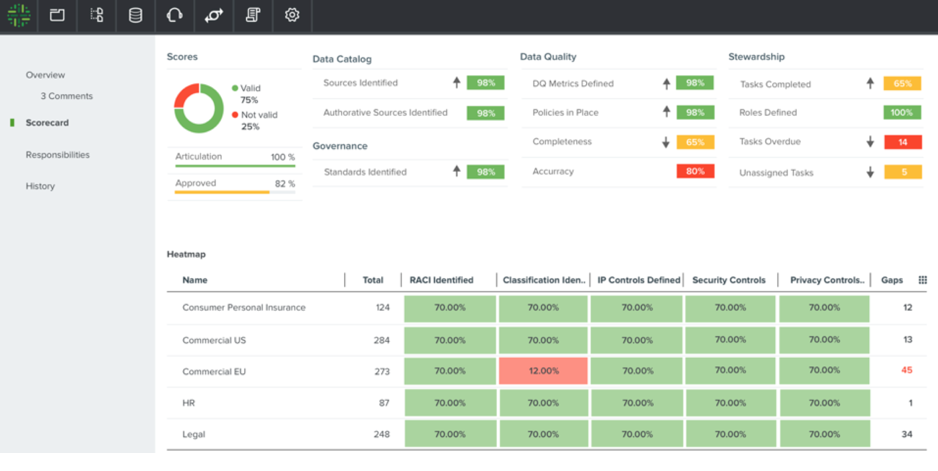 Overview
3 Comments
Scorecard
Responsibilities
History
Scores
Valid
75%
Not valid
25%
Articulation 100 %
Approved 82 %
Data Catalog
Sources Identified 98%
Authorative Sources Identified 98%
Governance
Standards Identified 98%
Data Quality
DQ Metrics Defined 98%
Policies in Place 98%
Completeness 65%
Accurracy 80%
Stewardship
Tasks Completed 65%
Roles Defined 100%
Tasks Overdue 14
Unassigned Tasks 5
Heatmap
Name Total RACI Identified Classification Iden.. IP Controls Defined Security Controls Privacy Controls.. Gaps
Consumer Personal Insurance 124 70.00% 70.00% 70.00% 70.00% 70.00% 12
Commercial US 284 70.00% 70.00% 70.00% 70.00% 70.00% 13
Commercial EU 273 70.00% 12.00% 70.00% 70.00% 70.00% 45
HR 87 70.00% 70.00% 70.00% 70.00% 70.00% 1
Legal 248 70.00% 70.00% 70.00% 70.00% 70.00% 34